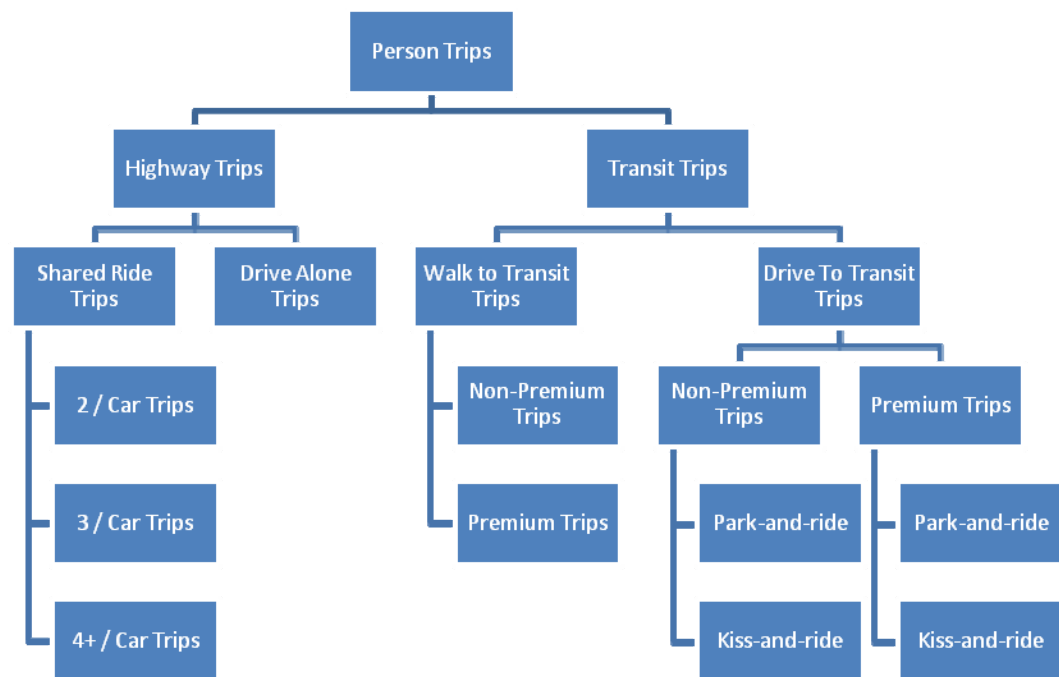 Person Trips
Highway Trips
Transit Trips
Shared Ride
Trips
Drive Alone
Trips
Walk to Transit
Trips
Drive To Transit
Trips
2 / Car Trips
Non-Premium
Trips
Non-Premium
Trips
Premium Trips
3 / Car Trips
Premium Trips
Park-and-ride
Park-and-ride
4+ / Car Trips
Kiss-and-ride
Kiss-and-ride